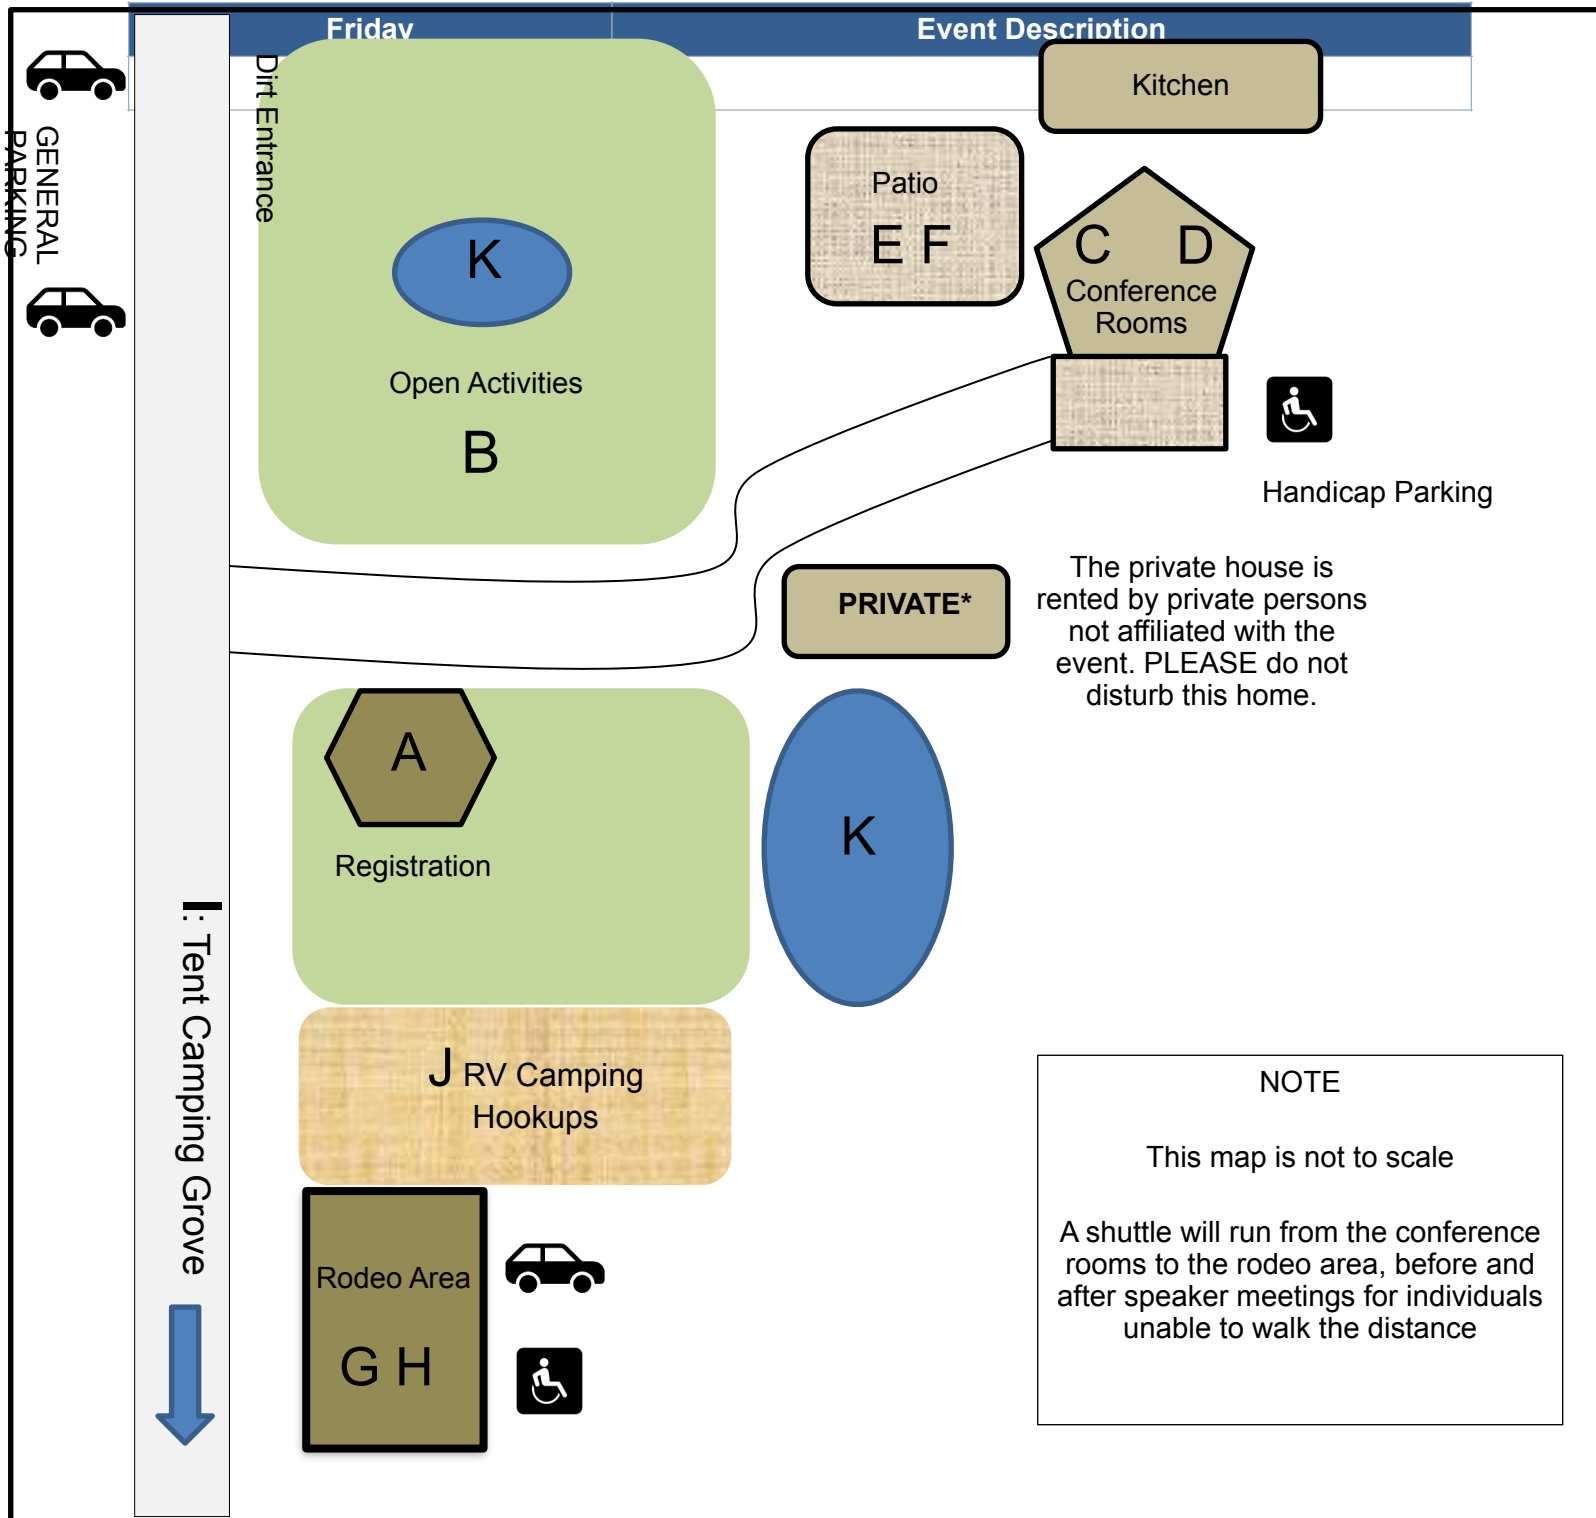 Friday
Event Description
Dirt Entrance
Kitchen
GENERAL
PARKING
Patio
E F
C D
Conference
Rooms
K
Open Activities
B
Handicap Parking
The private house is
rented by private persons
not affiliated with the
event. PLEASE do not
disturb this home.
PRIVATE*
A
Registration
K
I: Tent Camping Grove
J RV Camping
Hookups
NOTE
This map is not to scale
A shuttle will run from the conference
rooms to the rodeo area, before and
after speaker meetings for individuals
unable to walk the distance
Rodeo Area
G H